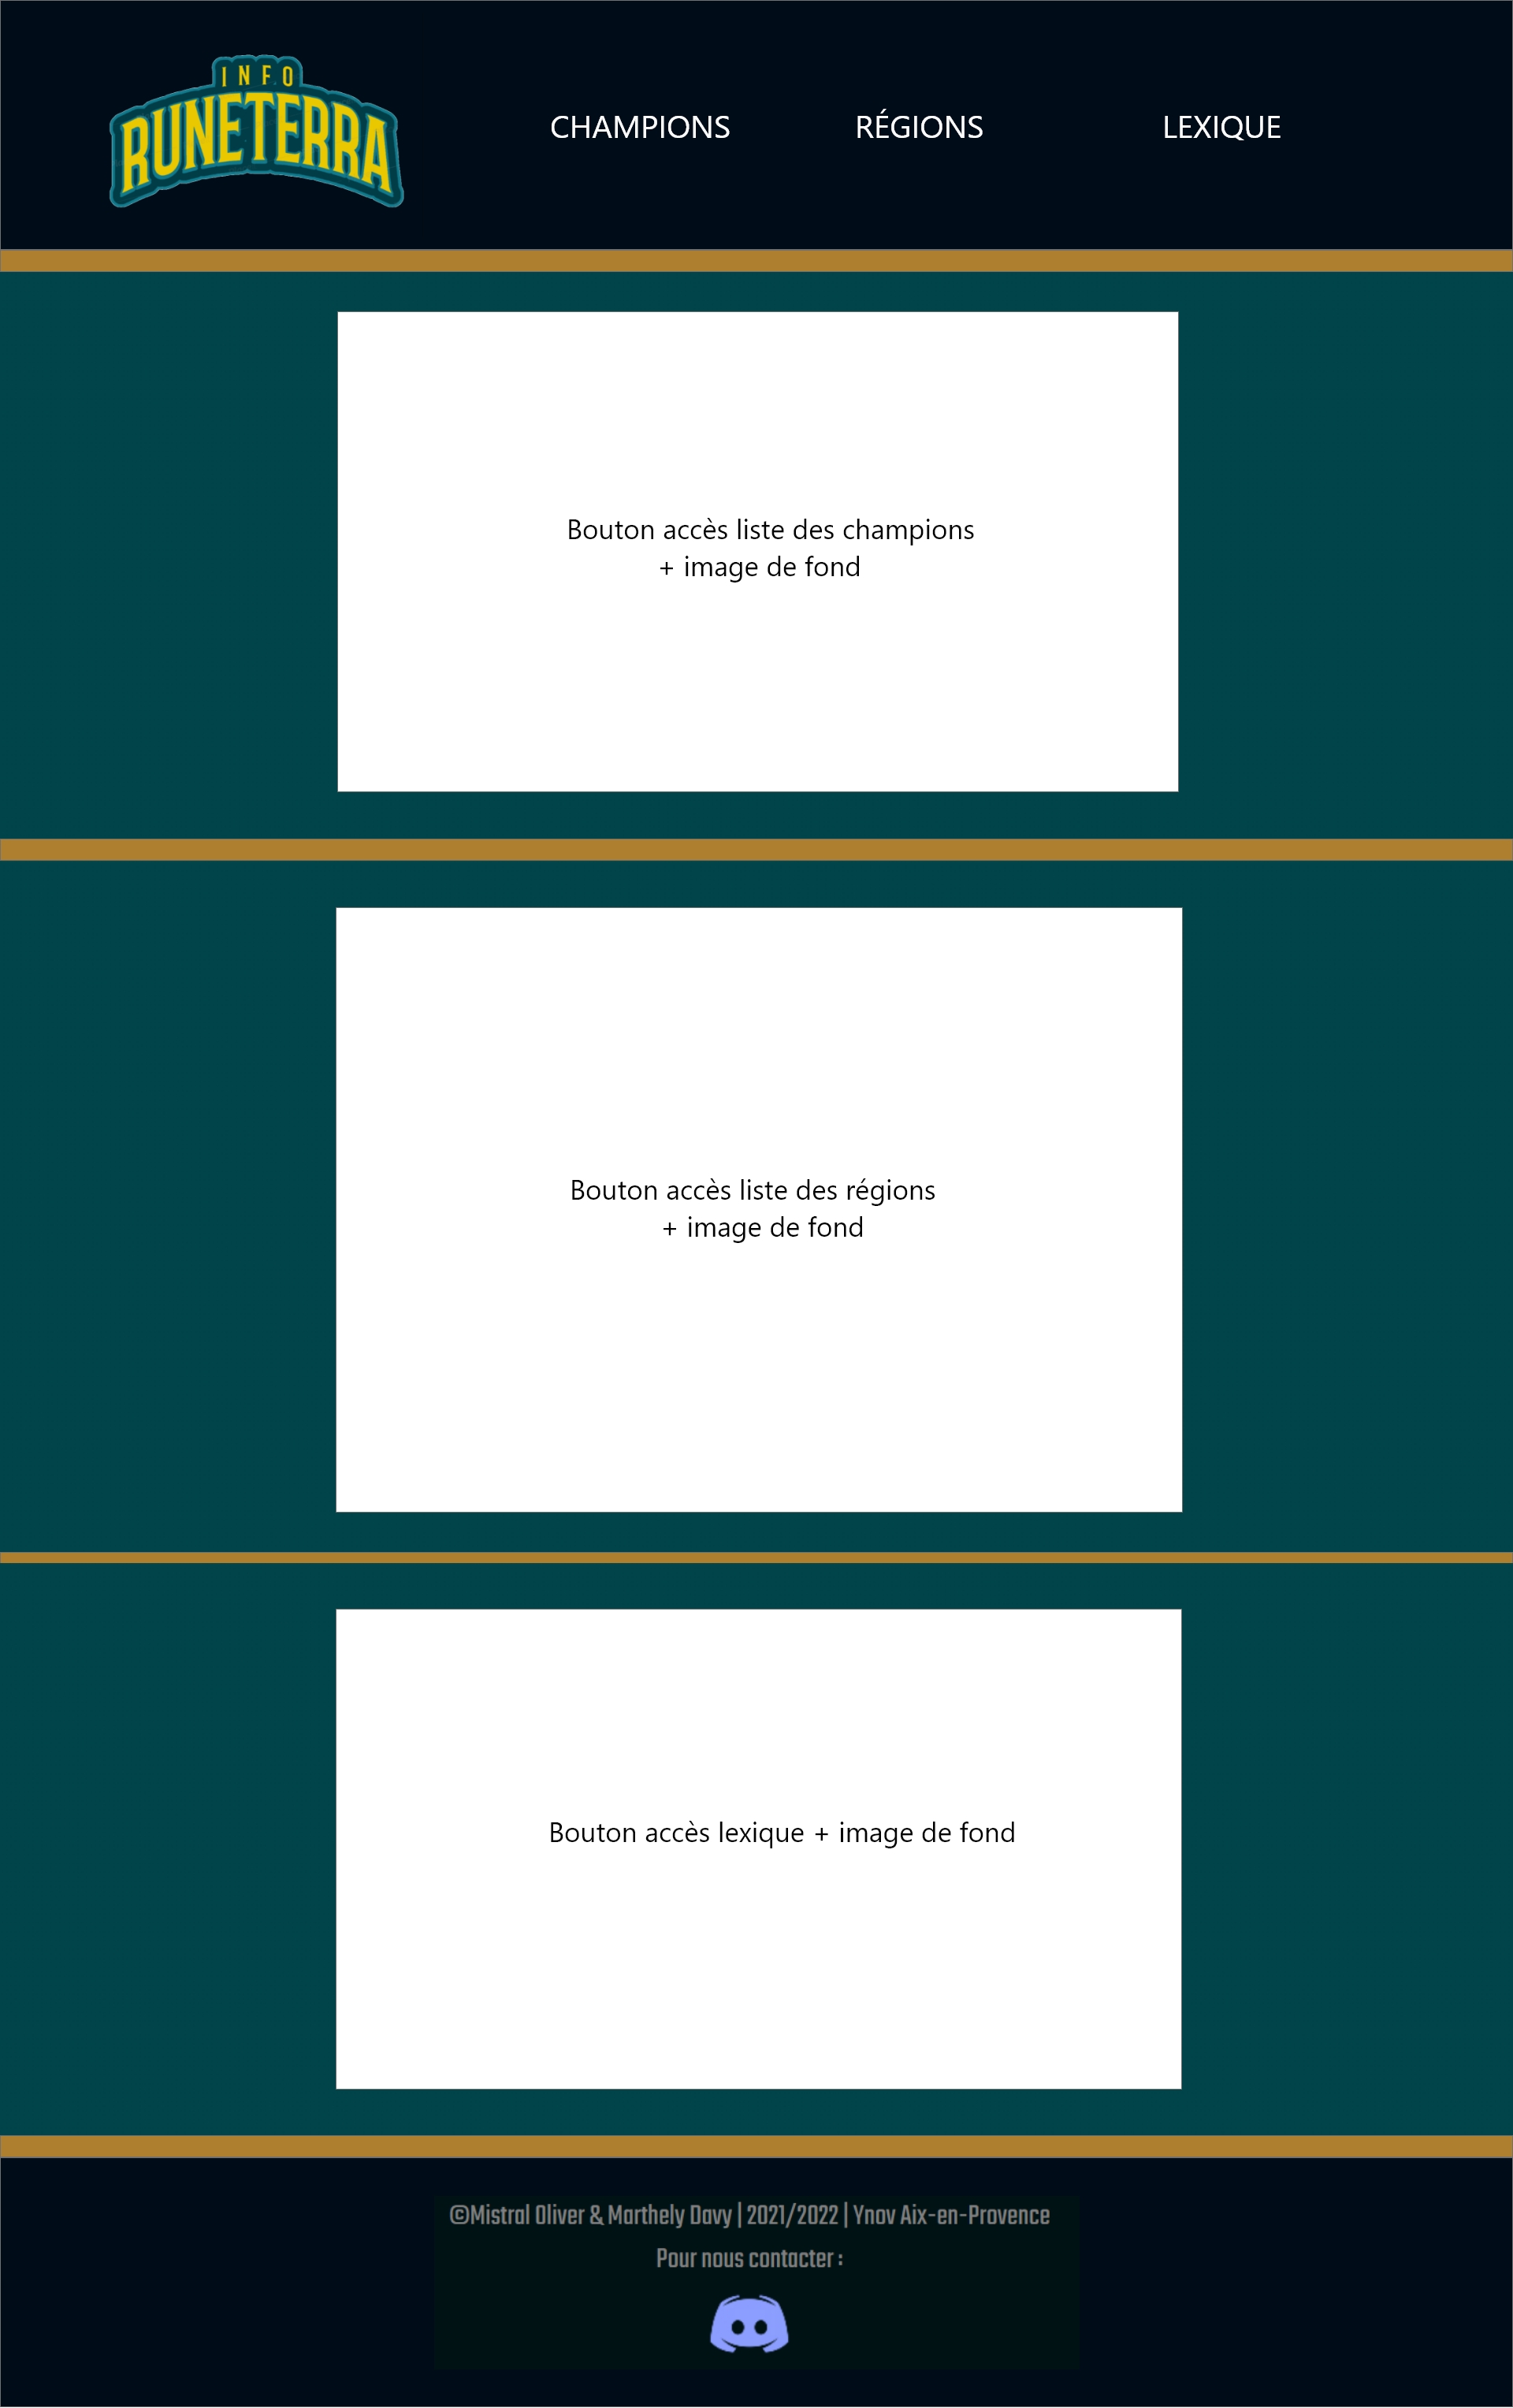 INFO
RUNETERRA
CHAMPIONS
RÉGIONS
LEXIQUE
Bouton accès liste des champions
+ image de fond
Bouton accès liste des régions
+ image de fond
Bouton accès lexique + image de fond
©Mistral Oliver & Marthely Davy | 2021/2022 | Ynov Aix-en-Provence
Pour nous contacter :